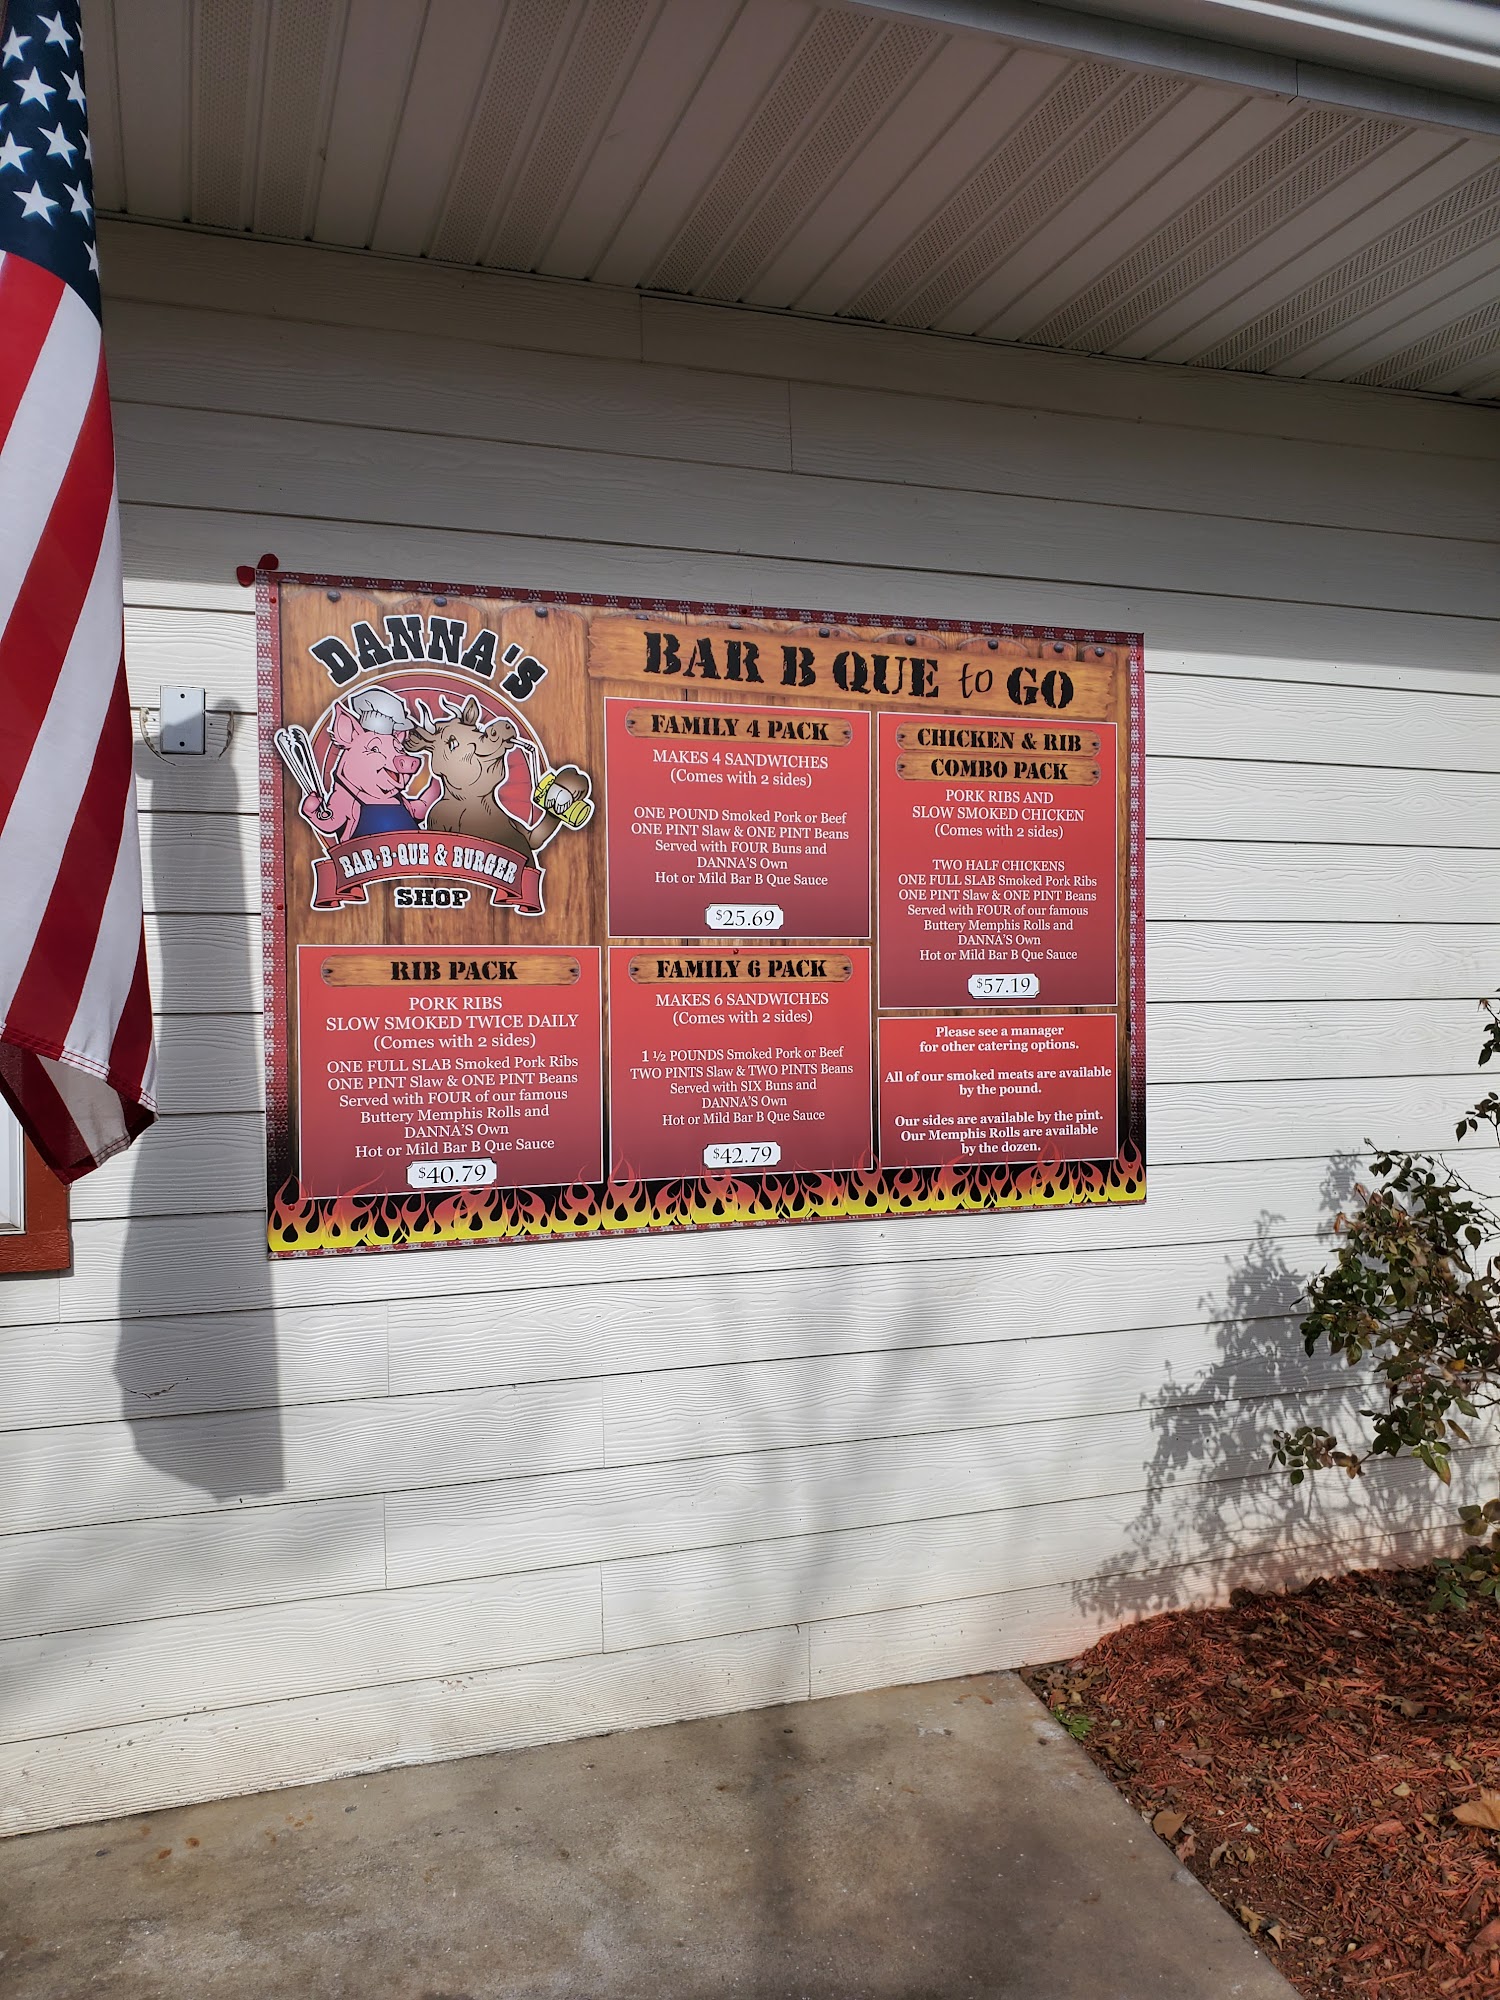 DANNA'S
BAR-B-QUE & BURGER
SHOP
BAR B QUE to GO
RIB PACK
PORK RIBS
SLOW SMOKED TWICE DAILY
(Comes with 2 sides)
ONE FULL SLAB Smoked Pork Ribs
ONE PINT Slaw & ONE PINT Beans
Served with FOUR of our famous
Buttery Memphis Rolls and
DANNA'S Own
Hot or Mild Bar B Que Sauce
$40.79
FAMILY 4 PACK
MAKES 4 SANDWICHES
(Comes with 2 sides)
ONE POUND Smoked Pork or Beef
ONE PINT Slaw & ONE PINT Beans
Served with FOUR Buns and
DANNA'S Own
Hot or Mild Bar B Que Sauce
$25.69
FAMILY 6 PACK
MAKES 6 SANDWICHES
(Comes with 2 sides)
1 ½ POUNDS Smoked Pork or Beef
TWO PINTS Slaw & TWO PINTS Beans
Served with SIX Buns and
DANNA'S Own
Hot or Mild Bar B Que Sauce
$42.79
CHICKEN & RIB
COMBO PACK
PORK RIBS AND
SLOW SMOKED CHICKEN
(Comes with 2 sides)
TWO HALF CHICKENS
ONE FULL SLAB Smoked Pork Ribs
ONE PINT Slaw & ONE PINT Beans
Served with FOUR of our famous
Buttery Memphis Rolls and
DANNA'S Own
Hot or Mild Bar B Que Sauce
$57.19
Please see a manager
for other catering options.
All of our smoked meats are available
by the pound.
Our sides are available by the pint.
Our Memphis Rolls are available
by the dozen.